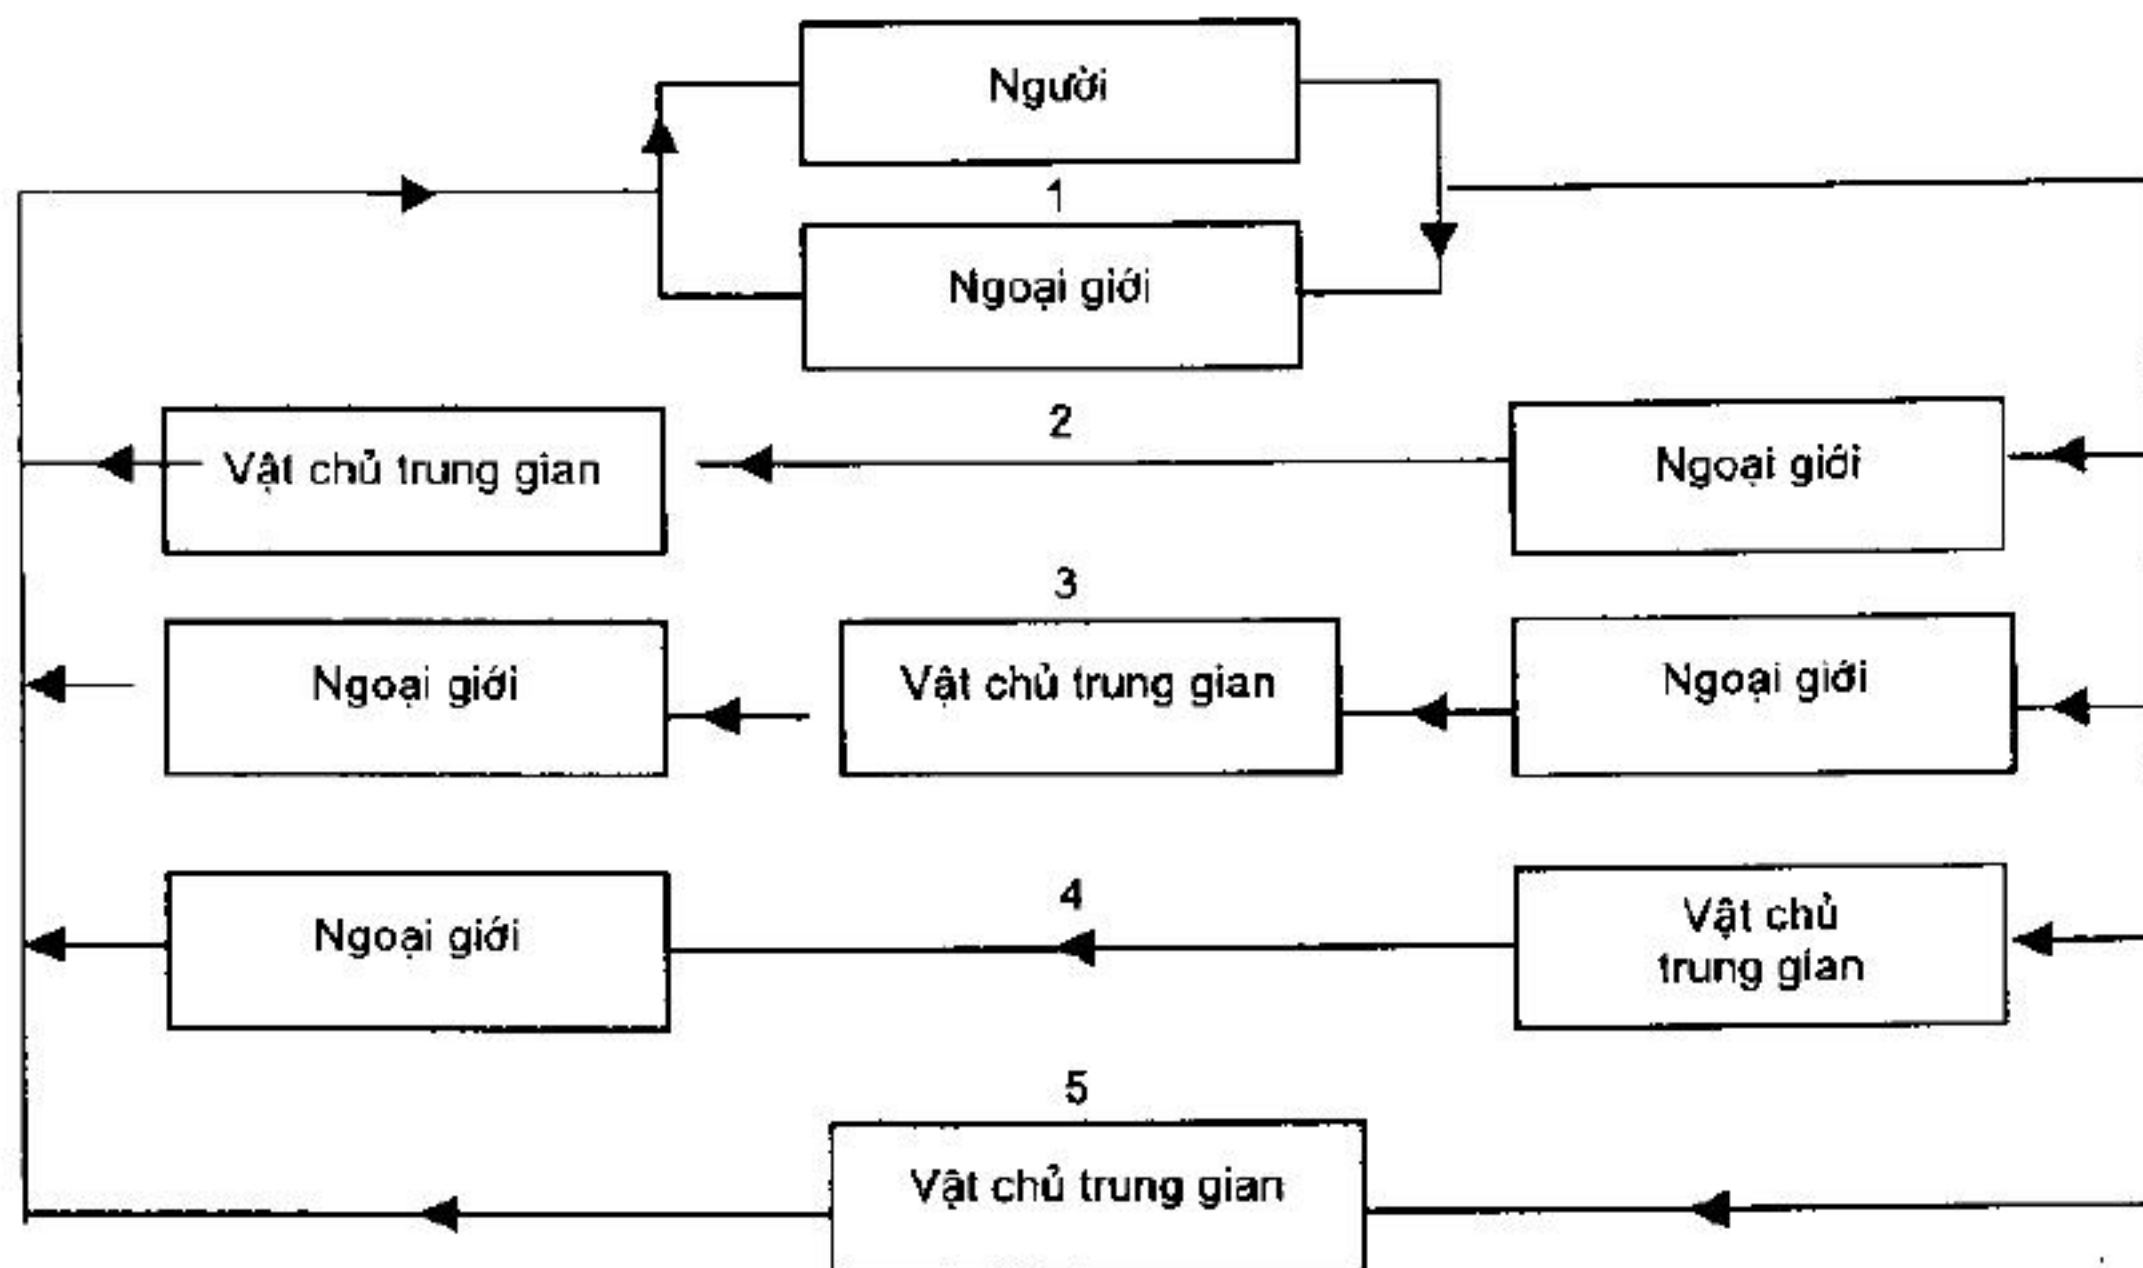 Người
1
Ngoại giới
2
Vật chủ trung gian
Ngoại giới
3
Ngoại giới
Vật chủ trung gian
Ngoại giới
4
Ngoại giới
Vật chủ
trung gian
5
Vật chủ trung gian